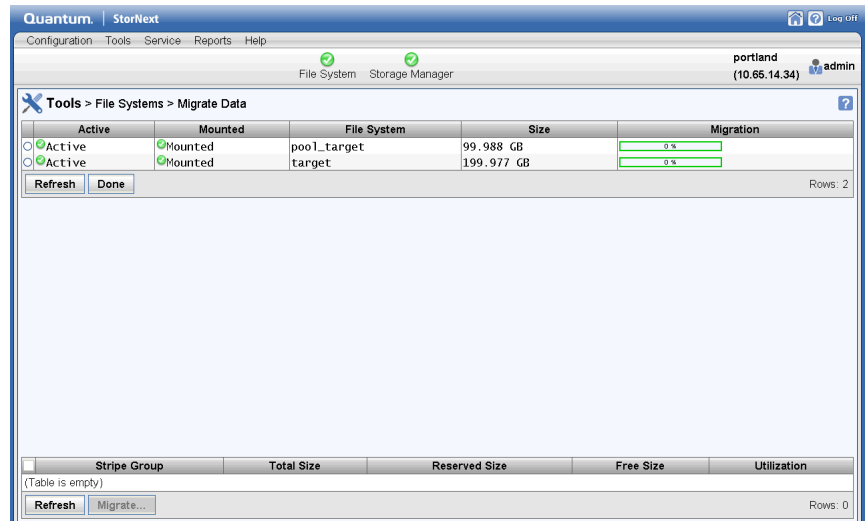 Quantum. StorNext Log Off
Configuration Tools Service Reports Help
File System Storage Manager
portland
(10.65.14.34)
admin
Tools > File Systems > Migrate Data ?
Active Mounted File System Size Migration
Active Mounted pool_target 99.988 GB 0 %
Active Mounted target 199.977 GB 0 %
Refresh Done Rows: 2
Stripe Group Total Size Reserved Size Free Size Utilization
(Table is empty)
Refresh Migrate... Rows: 0